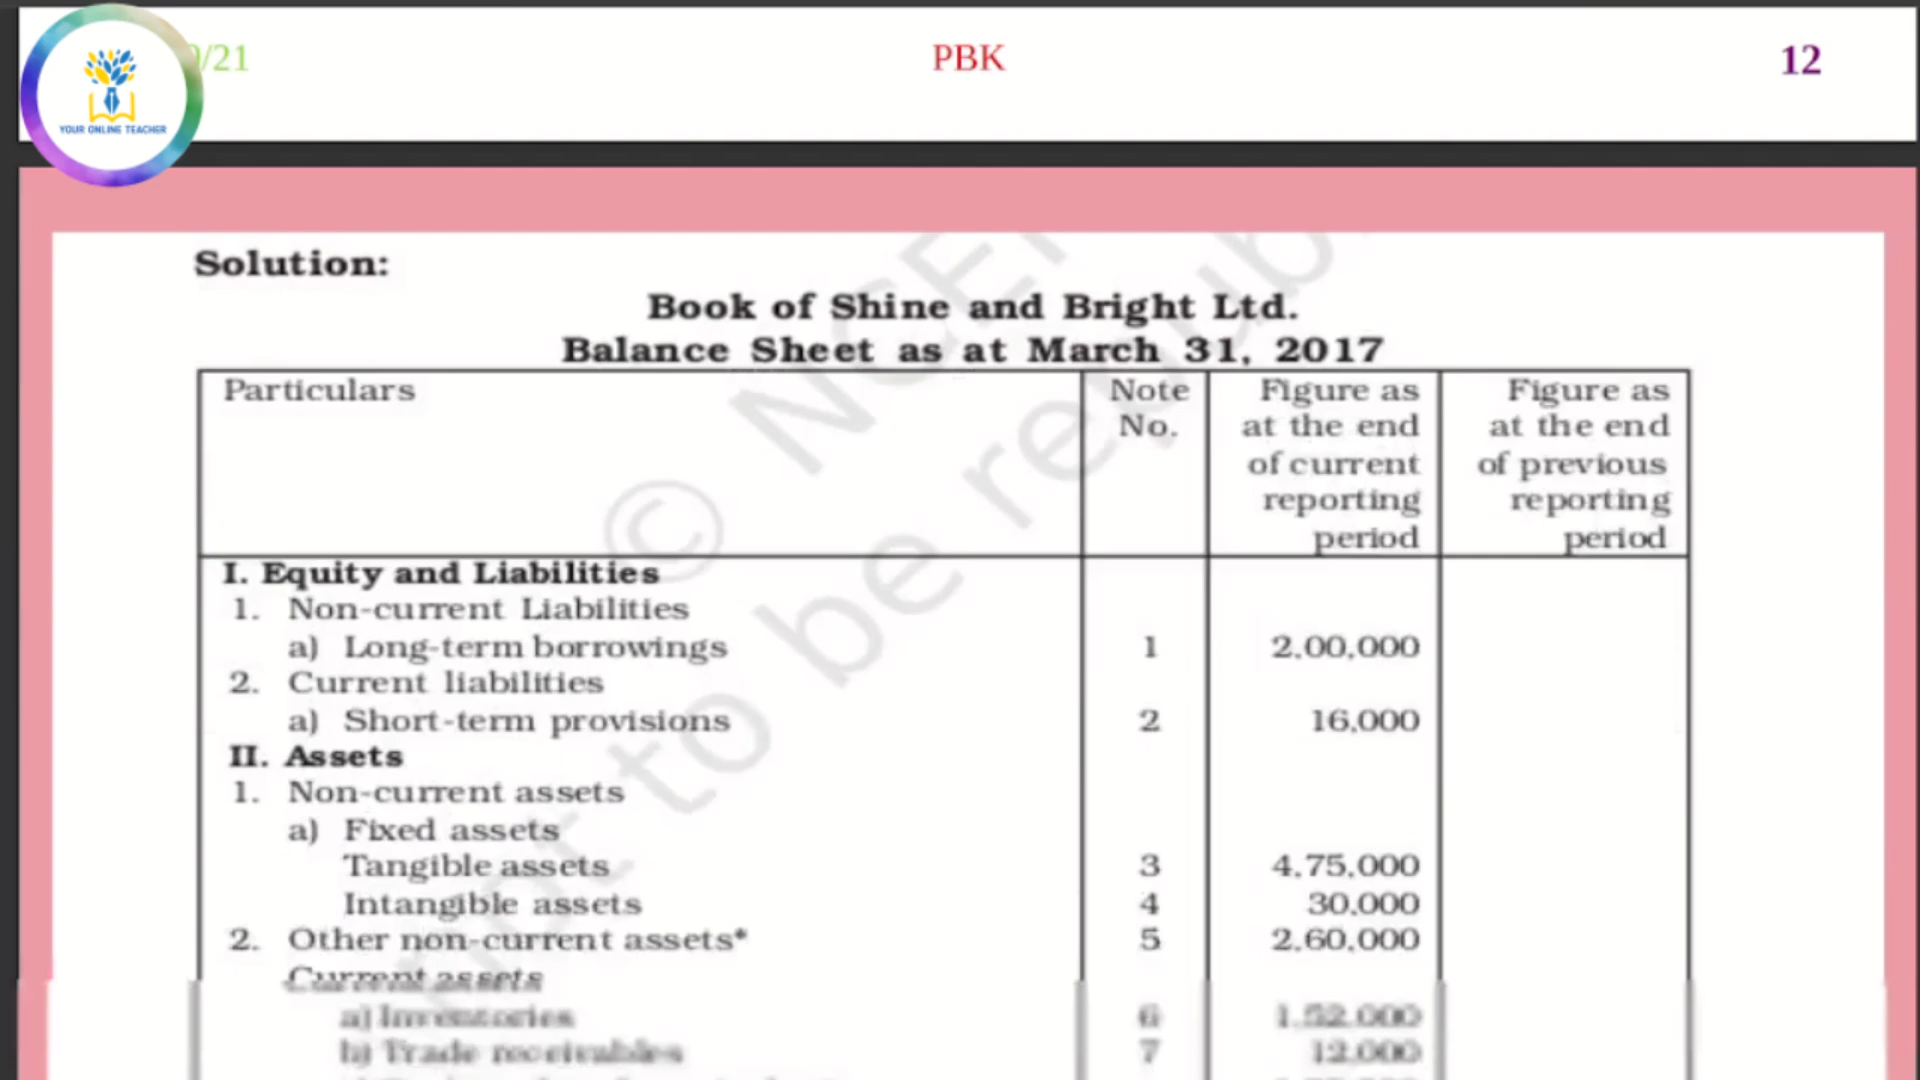 0/21 PBK 12
YOUR ONLINE TEACHER
Solution:
Book of Shine and Bright Ltd.
Balance Sheet as at March 31, 2017
Particulars Note No. Figure as at the end of current reporting period Figure as at the end of previous reporting period
I. Equity and Liabilities
1. Non-current Liabilities
a) Long-term borrowings 1 2,00,000
2. Current liabilities
a) Short-term provisions 2 16,000
II. Assets
1. Non-current assets
a) Fixed assets
Tangible assets 3 4,75,000
Intangible assets 4 30,000
2. Other non-current assets* 5 2,60,000
Current assets
a) Inventories 6 1,52,000
b) Trade receivables 7 12,000
not to be repub